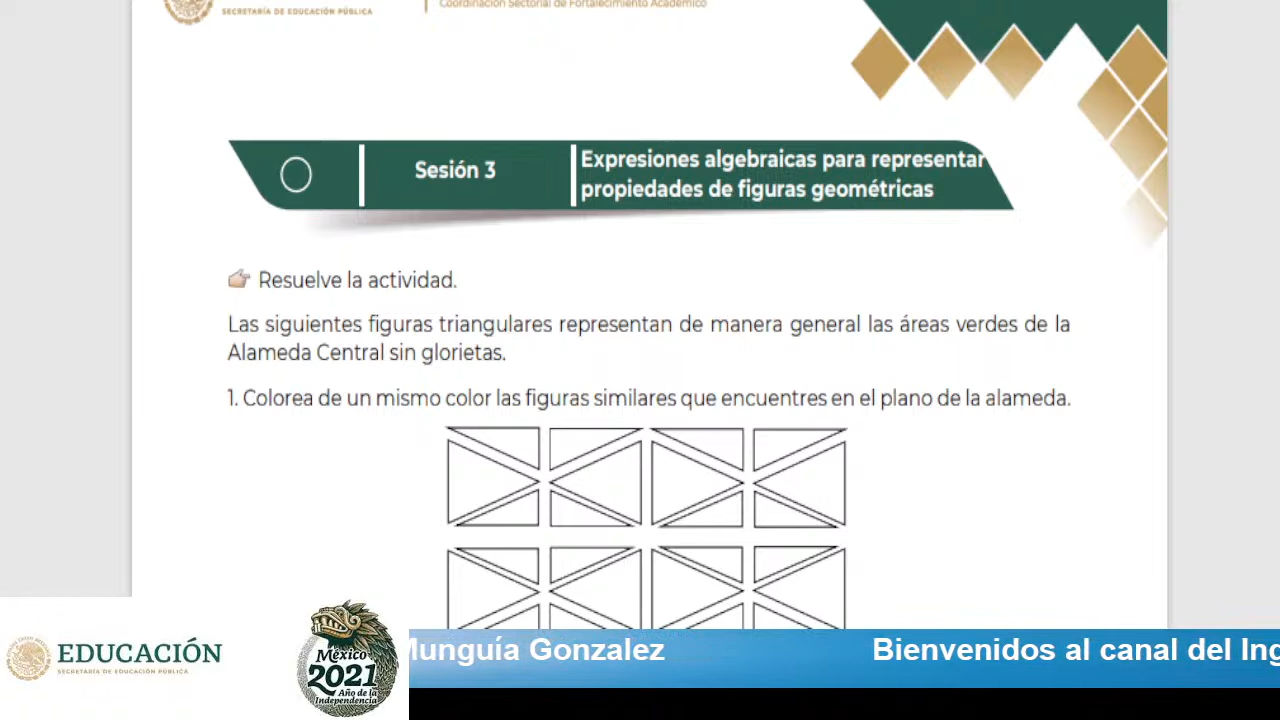 SECRETARÍA DE EDUCACIÓN PÚBLICA
Coordinación Sectorial de Fortalecimiento Académico
Sesión 3
Expresiones algebraicas para representar
propiedades de figuras geométricas
Resuelve la actividad.
Las siguientes figuras triangulares representan de manera general las áreas verdes de la
Alameda Central sin glorietas.
1. Colorea de un mismo color las figuras similares que encuentres en el plano de la alameda.
EDUCACIÓN
SECRETARÍA DE EDUCACIÓN PÚBLICA
México
2021
Año de la
Independencia
Munguía Gonzalez
Bienvenidos al canal del Ing